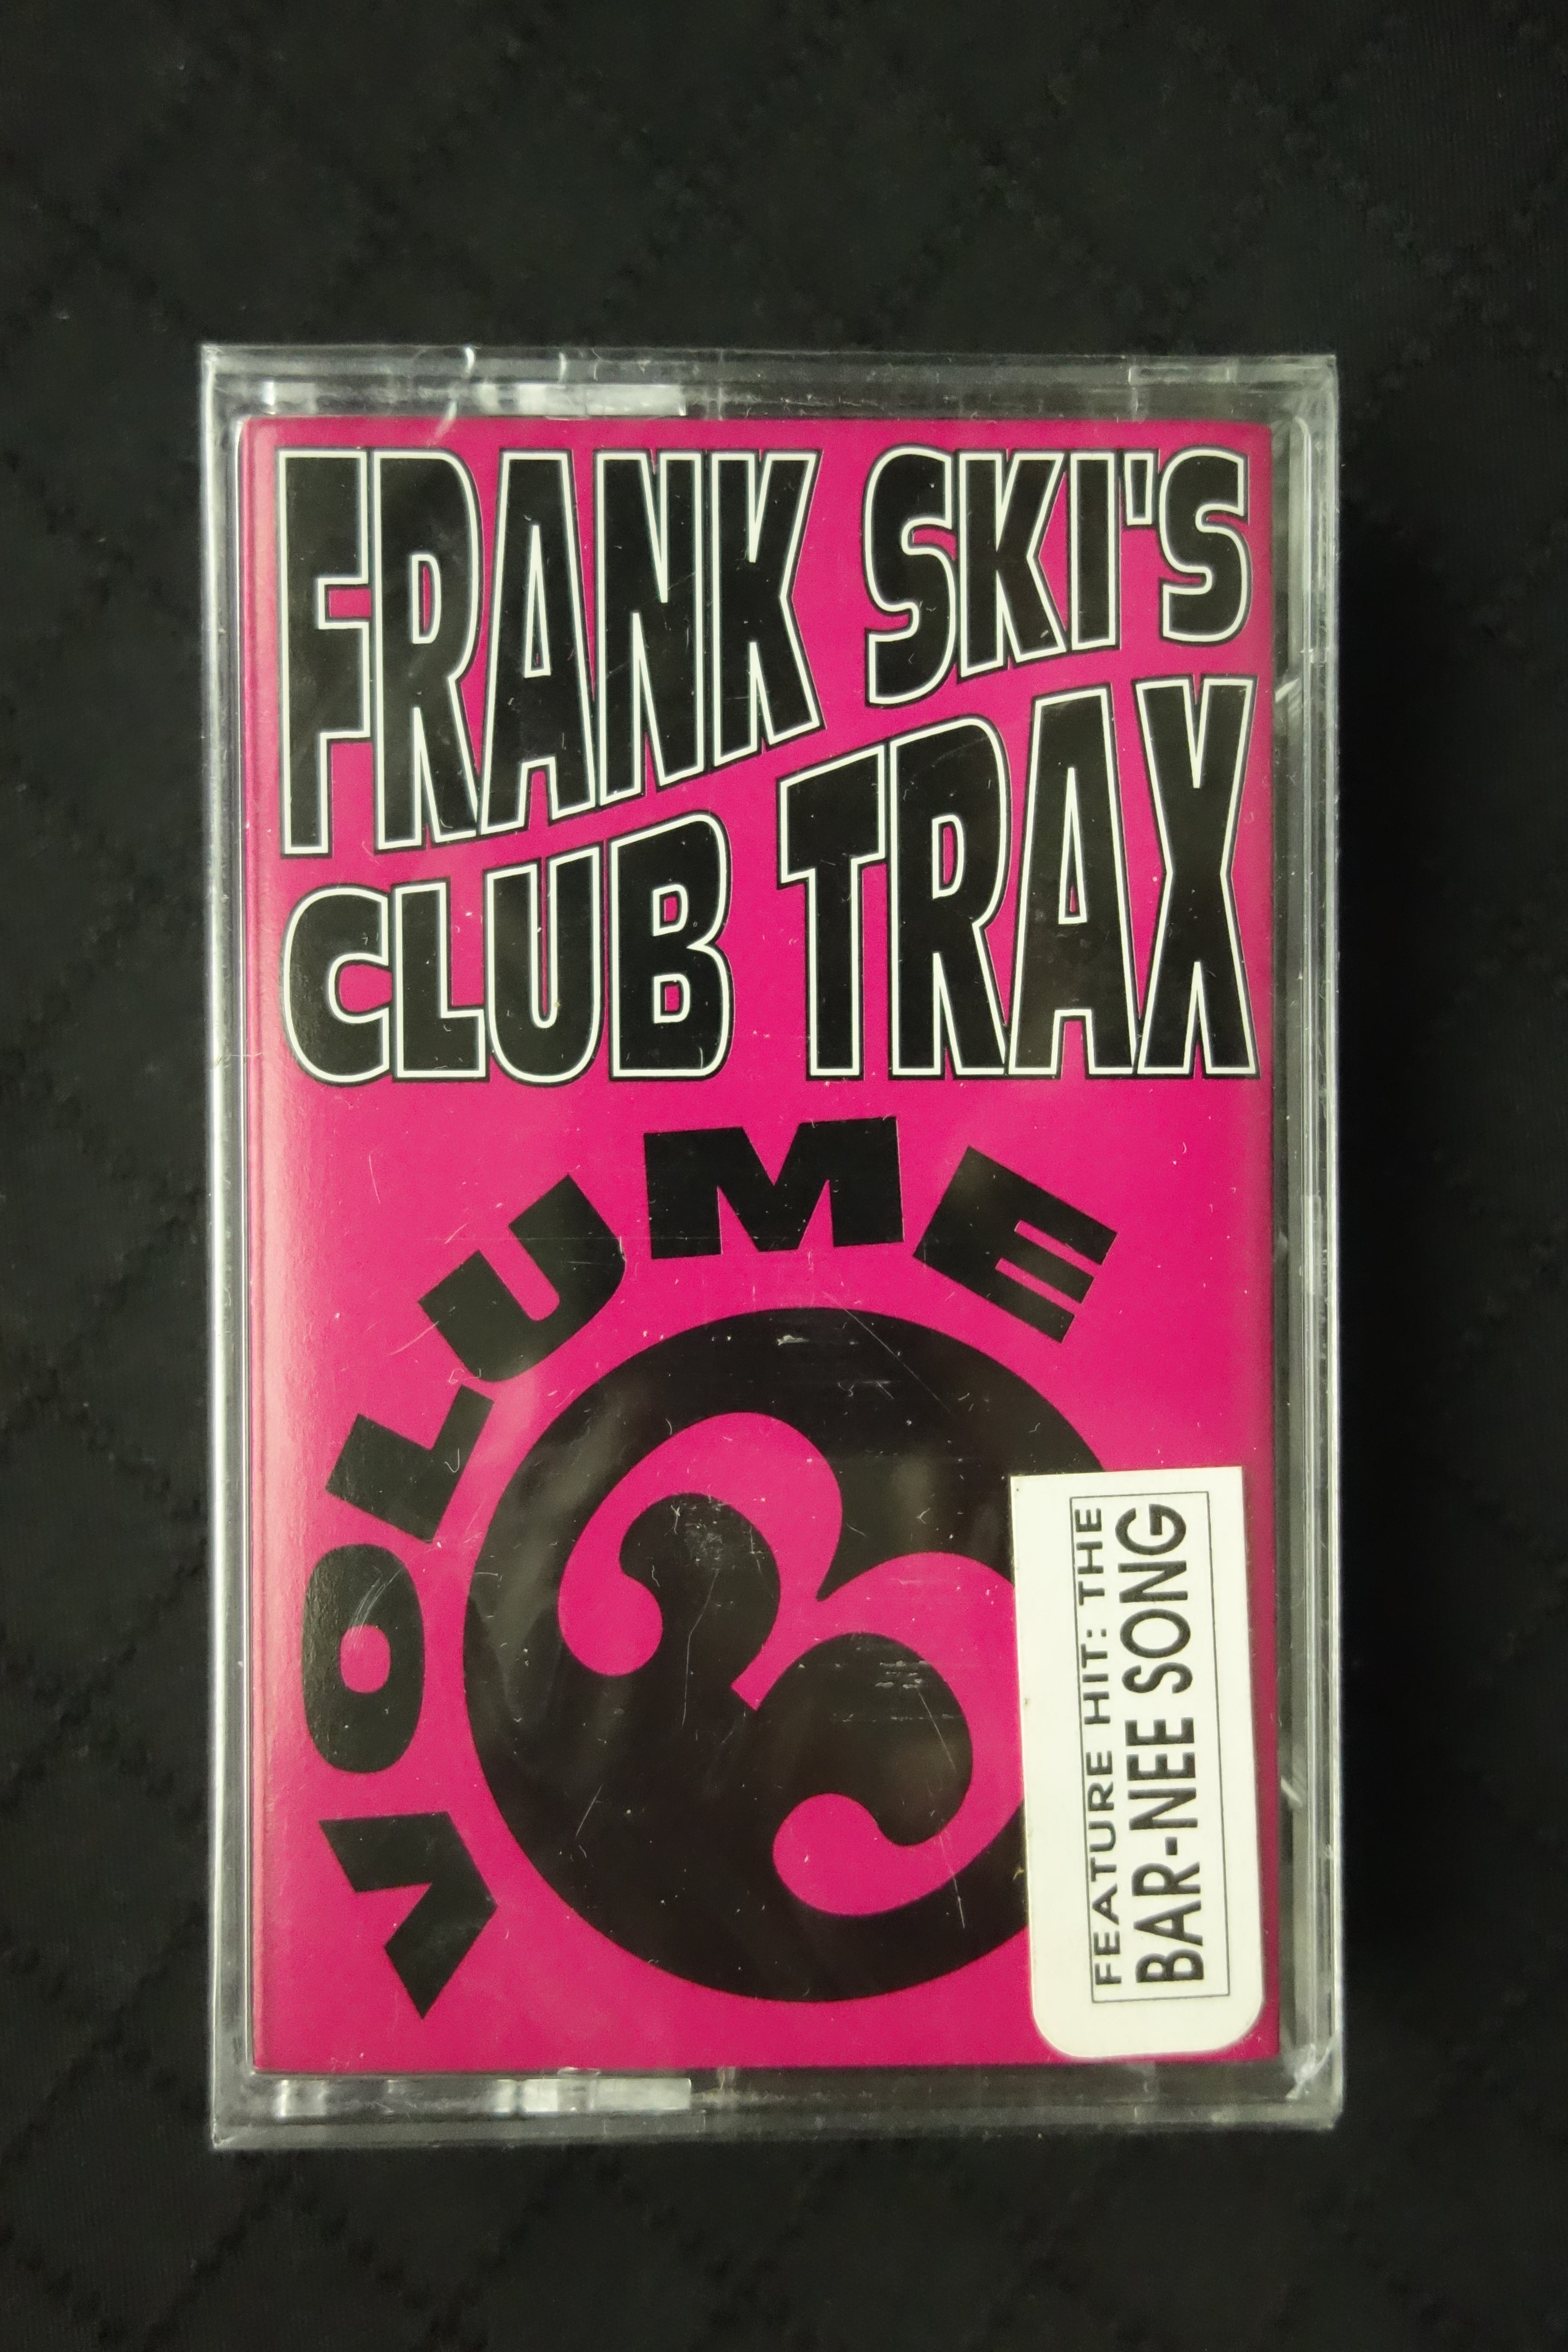 FRANK SKI'S
CLUB TRAX
VOLUME
3
FEATURE HIT: THE
BAR-NEE SONG